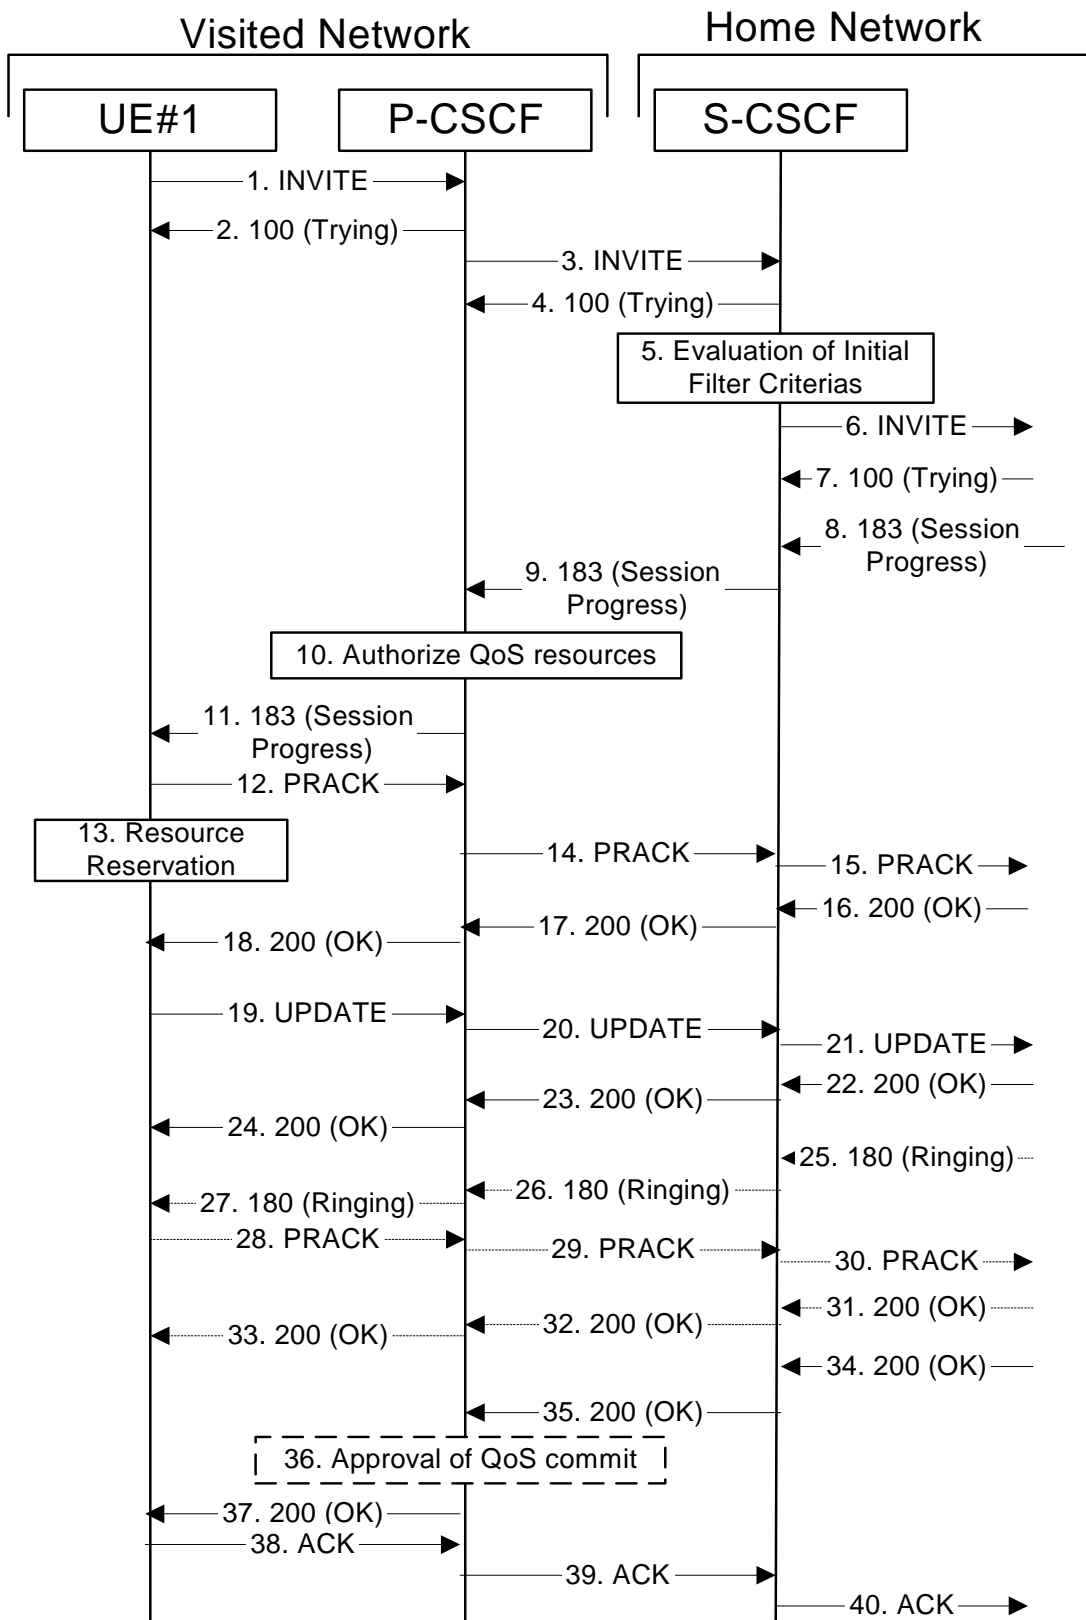 Visited Network
Home Network
UE#1
P-CSCF
S-CSCF
1. INVITE
2. 100 (Trying)
3. INVITE
4. 100 (Trying)
5. Evaluation of Initial
Filter Criterias
6. INVITE
7. 100 (Trying)
8. 183 (Session
Progress)
9. 183 (Session
Progress)
10. Authorize QoS resources
11. 183 (Session
Progress)
12. PRACK
13. Resource
Reservation
14. PRACK
15. PRACK
16. 200 (OK)
17. 200 (OK)
18. 200 (OK)
19. UPDATE
20. UPDATE
21. UPDATE
22. 200 (OK)
23. 200 (OK)
24. 200 (OK)
25. 180 (Ringing)
26. 180 (Ringing)
27. 180 (Ringing)
28. PRACK
29. PRACK
30. PRACK
31. 200 (OK)
32. 200 (OK)
33. 200 (OK)
34. 200 (OK)
35. 200 (OK)
36. Approval of QoS commit
37. 200 (OK)
38. ACK
39. ACK
40. ACK